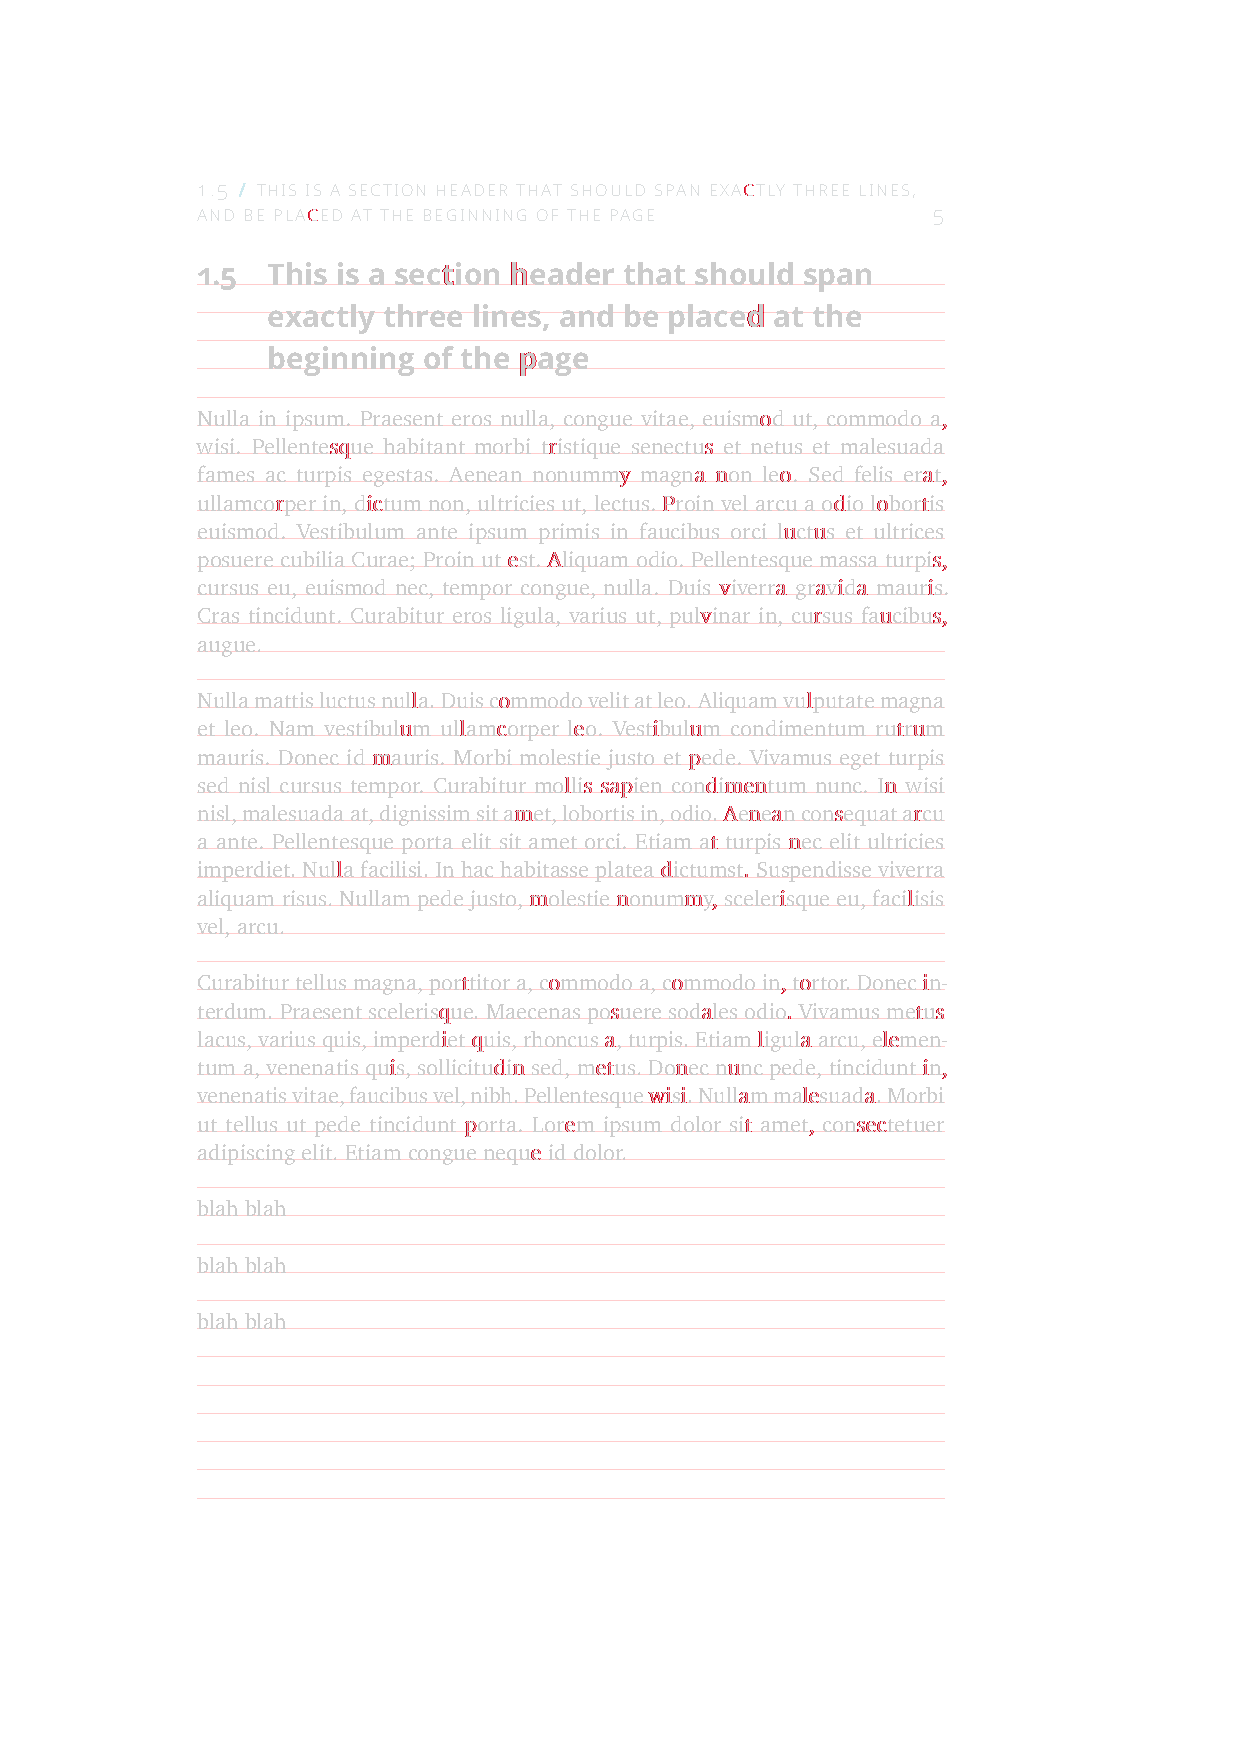 1.5 / THIS IS A SECTION HEADER THAT SHOULD SPAN EXACTLY THREE LINES,
AND BE PLACED AT THE BEGINNING OF THE PAGE 5
1.5 This is a section header that should span
exactly three lines, and be placed at the
beginning of the page
Nulla in ipsum. Praesent eros nulla, congue vitae, euismod ut, commodo a,
wisi. Pellentesque habitant morbi tristique senectus et netus et malesuada
fames ac turpis egestas. Aenean nonummy magna non leo. Sed felis erat,
ullamcorper in, dictum non, ultricies ut, lectus. Proin vel arcu a odio lobortis
euismod. Vestibulum ante ipsum primis in faucibus orci luctus et ultrices
posuere cubilia Curae; Proin ut est. Aliquam odio. Pellentesque massa turpis,
cursus eu, euismod nec, tempor congue, nulla. Duis viverra gravida mauris.
Cras tincidunt. Curabitur eros ligula, varius ut, pulvinar in, cursus faucibus,
augue.
Nulla mattis luctus nulla. Duis commodo velit at leo. Aliquam vulputate magna
et leo. Nam vestibulum ullamcorper leo. Vestibulum condimentum rutrum
mauris. Donec id mauris. Morbi molestie justo et pede. Vivamus eget turpis
sed nisl cursus tempor. Curabitur mollis sapien condimentum nunc. In wisi
nisl, malesuada at, dignissim sit amet, lobortis in, odio. Aenean consequat arcu
a ante. Pellentesque porta elit sit amet orci. Etiam at turpis nec elit ultricies
imperdiet. Nulla facilisi. In hac habitasse platea dictumst. Suspendisse viverra
aliquam risus. Nullam pede justo, molestie nonummy, scelerisque eu, facilisis
vel, arcu.
Curabitur tellus magna, porttitor a, commodo a, commodo in, tortor. Donec in-
terdum. Praesent scelerisque. Maecenas posuere sodales odio. Vivamus metus
lacus, varius quis, imperdiet quis, rhoncus a, turpis. Etiam ligula arcu, elemen-
tum a, venenatis quis, sollicitudin sed, metus. Donec nunc pede, tincidunt in,
venenatis vitae, faucibus vel, nibh. Pellentesque wisi. Nullam malesuada. Morbi
ut tellus ut pede tincidunt porta. Lorem ipsum dolor sit amet, consectetuer
adipiscing elit. Etiam congue neque id dolor.
blah blah
blah blah
blah blah